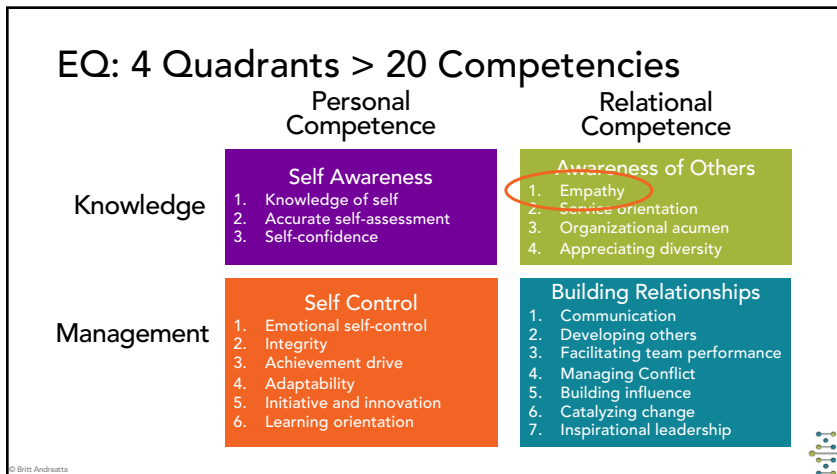 EQ: 4 Quadrants > 20 Competencies
Personal
Competence
Relational
Competence
Knowledge
Self Awareness
1. Knowledge of self
2. Accurate self-assessment
3. Self-confidence
Awareness of Others
1. Empathy
2. Service orientation
3. Organizational acumen
4. Appreciating diversity
Management
Self Control
1. Emotional self-control
2. Integrity
3. Achievement drive
4. Adaptability
5. Initiative and innovation
6. Learning orientation
Building Relationships
1. Communication
2. Developing others
3. Facilitating team performance
4. Managing Conflict
5. Building influence
6. Catalyzing change
7. Inspirational leadership
© Britt Andreatta